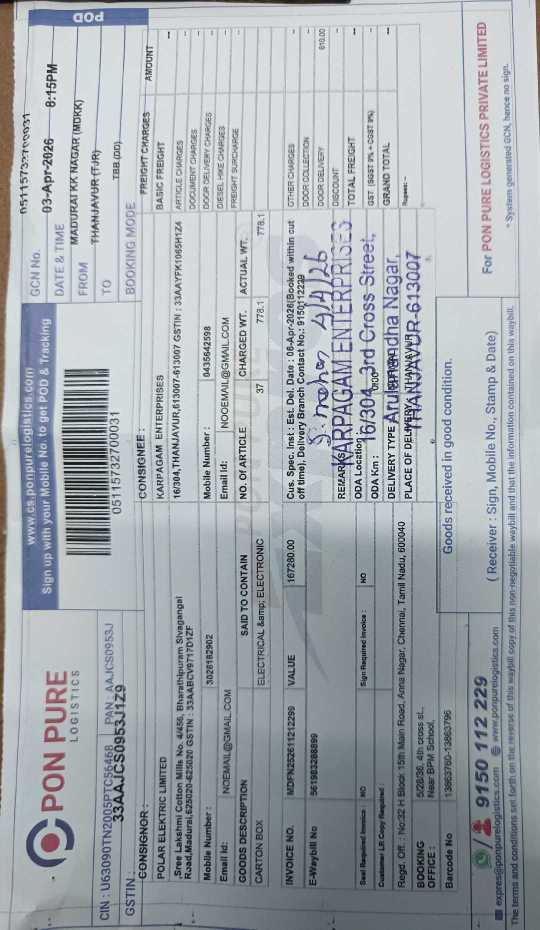 PON PURE
LOGISTICS
CIN : U63090TN2005PTC56468 PAN : AAJCS0953J
GSTIN : 33AAJCS0953J1Z9
www.cs.ponpurelogistics.com
Sign up with your Mobile No. to get POD & Tracking
051157327000031
GCN No.
DATE & TIME 03-Apr-2026 8:15PM
FROM MADURAI KK NAGAR (MDKK)
TO THANJAVUR (TJR)
BOOKING MODE TBB (DD)
POD
CONSIGNOR :
POLAR ELEKTRIC LIMITED
Sree Lakshmi Cotton Mills No. 4/456, Bharathipuram Sivagangai
Road,Madurai,625020-625020 GSTIN : 33AABCV9717D1ZF
Mobile Number : 3026182902
Email Id: NOEMAIL@GMAIL.COM
CONSIGNEE :
KARPAGAM ENTERPRISES
16/304,THANJAVUR,613007-613007 GSTIN : 33AAYFK1065H1Z4
Mobile Number : 0435642598
Email Id: NOOEMAIL@GMAIL.COM
FREIGHT CHARGES AMOUNT
BASIC FREIGHT --
ARTICLE CHARGES --
DOCUMENT CHARGES --
DOOR DELIVERY CHARGES --
DIESEL HIKE CHARGES --
FREIGHT SURCHARGE --
OTHER CHARGES --
DOOR COLLECTION --
DOOR DELIVERY 610.00
DISCOUNT --
TOTAL FREIGHT --
GST (SGST 9% + CGST 9%) --
GRAND TOTAL --
Rupees: --
GOODS DESCRIPTION SAID TO CONTAIN NO. OF ARTICLE CHARGED WT. ACTUAL WT.
CARTON BOX ELECTRICAL &amp; ELECTRONIC 37 778.1 778.1
INVOICE NO. MDFN252611212299 VALUE 167280.00
E-Waybill No 561983288899
Cus. Spec. Inst : Est. Del. Date : 06-Apr-2026(Booked within cut
off time), Delivery Branch Contact No.: 9150112229
Seal Required Invoice : NO Sign Required Invoice : NO
Customer LR Copy Required :
REMARKS
ODA Location :
ODA Km :
DELIVERY TYPE
PLACE OF DELIVERY : THANJAVUR
4/4/26
KARPAGAM ENTERPRISES
16/304, 3rd Cross Street,
Arulanandha Nagar,
THANJAVUR-613007
Regd. Off. : No:32 H Block 15th Main Road, Anna Nagar, Chennai, Tamil Nadu, 600040
BOOKING OFFICE : 5/28/36, 4th cross st.,
Near BPM School,
Barcode No 13863760-13863796
Goods received in good condition.
( Receiver : Sign, Mobile No., Stamp & Date)
For PON PURE LOGISTICS PRIVATE LIMITED
* System generated GCN, hence no sign.
9150 112 229
expres@ponpurelogistics.com www.ponpurelogistics.com
The terms and conditions set forth on the reverse of this waybill copy of this non-negotiable waybill and that the information contained on this waybill.